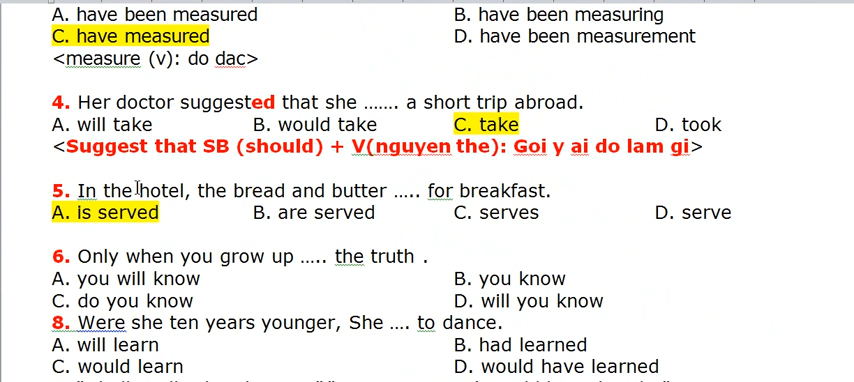 A. have been measured B. have been measuring
C. have measured D. have been measurement
<measure (v): do dac>
4. Her doctor suggested that she ....... a short trip abroad.
A. will take B. would take C. take D. took
<Suggest that SB (should) + V(nguyen the): Goi y ai do lam gi>
5. In the hotel, the bread and butter ..... for breakfast.
A. is served B. are served C. serves D. serve
6. Only when you grow up ..... the truth .
A. you will know B. you know
C. do you know D. will you know
8. Were she ten years younger, She .... to dance.
A. will learn B. had learned
C. would learn D. would have learned